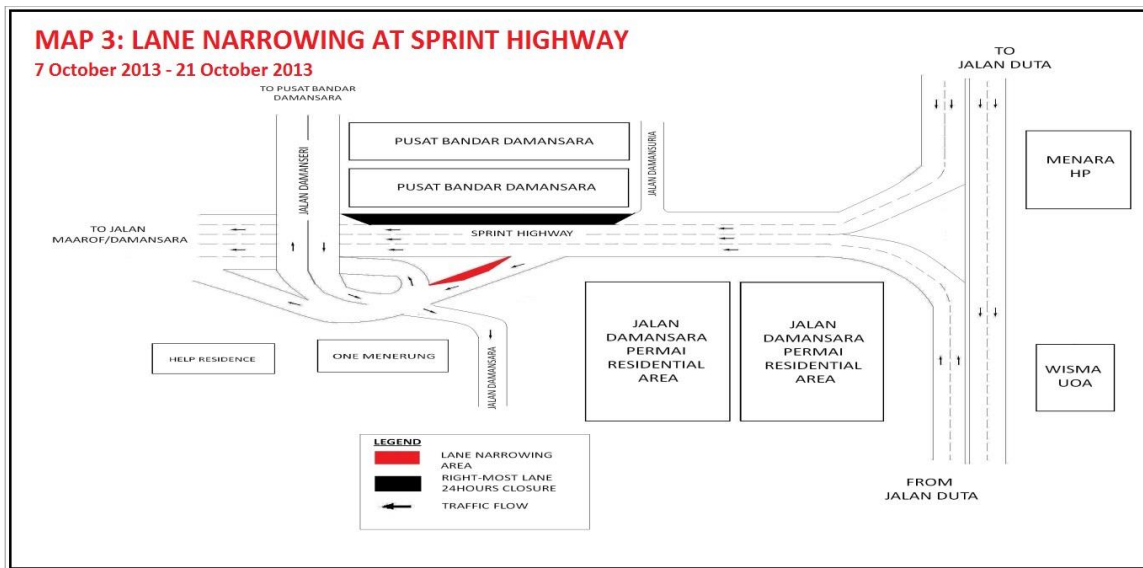 MAP 3: LANE NARROWING AT SPRINT HIGHWAY
7 October 2013 - 21 October 2013
TO
JALAN DUTA
TO PUSAT BANDAR
DAMANSARA
PUSAT BANDAR DAMANSARA
PUSAT BANDAR DAMANSARA
JALAN DAMANSERI
JALAN DAMANSURIA
MENARA
HP
TO JALAN
MAAROF/DAMANSARA
SPRINT HIGHWAY
JALAN
DAMANSARA
PERMAI
RESIDENTIAL
AREA
JALAN
DAMANSARA
PERMAI
RESIDENTIAL
AREA
HELP RESIDENCE
ONE MENERUNG
JALAN DAMANSARA
WISMA
UOA
FROM
JALAN DUTA
LEGEND
LANE NARROWING
AREA
RIGHT-MOST LANE
24HOURS CLOSURE
TRAFFIC FLOW